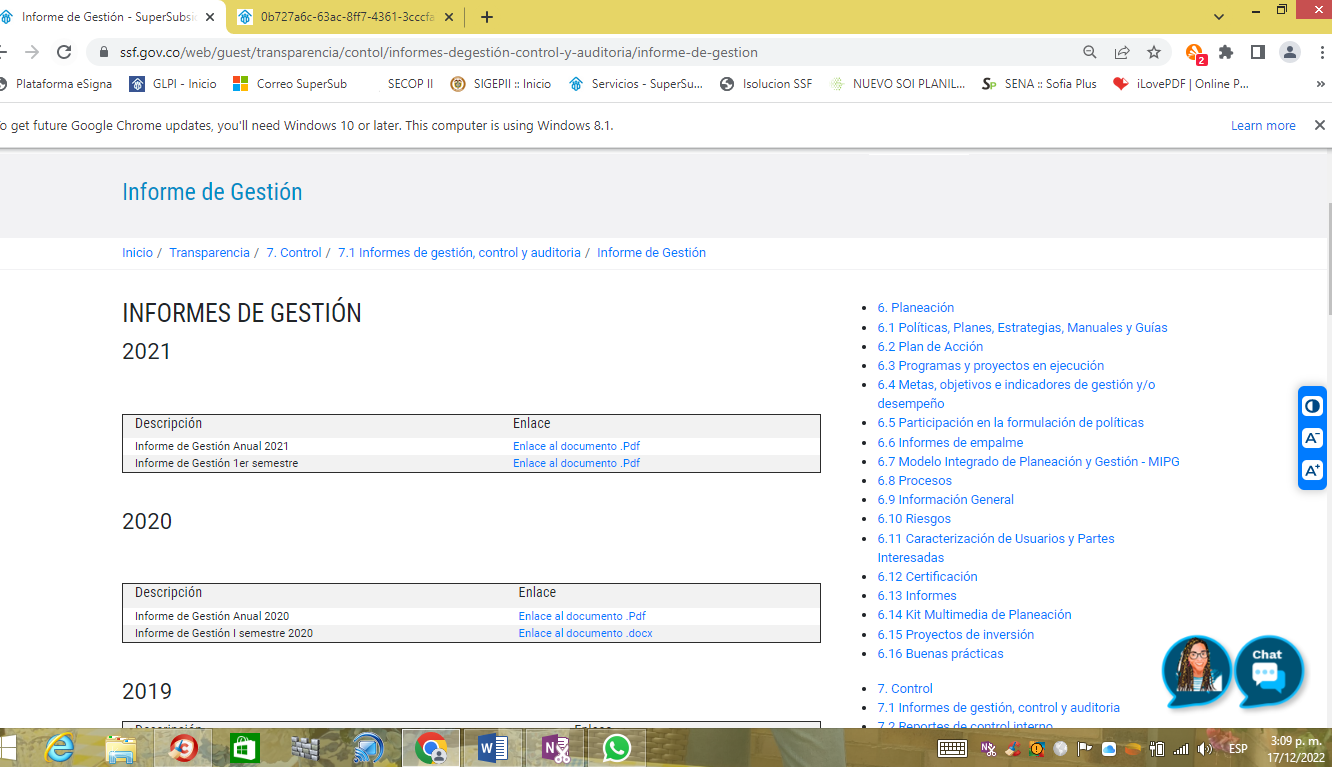 Informe de Gestión - SuperSubsi
0b727a6c-63ac-8ff7-4361-3cccfa
ssf.gov.co/web/guest/transparencia/contol/informes-degestión-control-y-auditoria/informe-de-gestion
2
Plataforma eSigna
GLPI - Inicio
Correo SuperSub
SECOP II
SIGEPII :: Inicio
Servicios - SuperSu...
Isolucion SSF
NUEVO SOI PLANIL...
SENA :: Sofia Plus
iLovePDF | Online P...
»
o get future Google Chrome updates, you'll need Windows 10 or later. This computer is using Windows 8.1.
Learn more
Informe de Gestión
Inicio / Transparencia / 7. Control / 7.1 Informes de gestión, control y auditoria / Informe de Gestión
INFORMES DE GESTIÓN
2021
Descripción Enlace
Informe de Gestión Anual 2021 Enlace al documento .Pdf
Informe de Gestión 1er semestre Enlace al documento .Pdf
2020
Descripción Enlace
Informe de Gestión Anual 2020 Enlace al documento .Pdf
Informe de Gestión I semestre 2020 Enlace al documento .docx
2019
Descripción Enlace
6. Planeación
6.1 Políticas, Planes, Estrategias, Manuales y Guías
6.2 Plan de Acción
6.3 Programas y proyectos en ejecución
6.4 Metas, objetivos e indicadores de gestión y/o
desempeño
6.5 Participación en la formulación de políticas
6.6 Informes de empalme
6.7 Modelo Integrado de Planeación y Gestión - MIPG
6.8 Procesos
6.9 Información General
6.10 Riesgos
6.11 Caracterización de Usuarios y Partes
Interesadas
6.12 Certificación
6.13 Informes
6.14 Kit Multimedia de Planeación
6.15 Proyectos de inversión
6.16 Buenas prácticas
7. Control
7.1 Informes de gestión, control y auditoria
7.2 Reportes de control interno
A-
A+
Chat
ESP
3:09 p. m.
17/12/2022